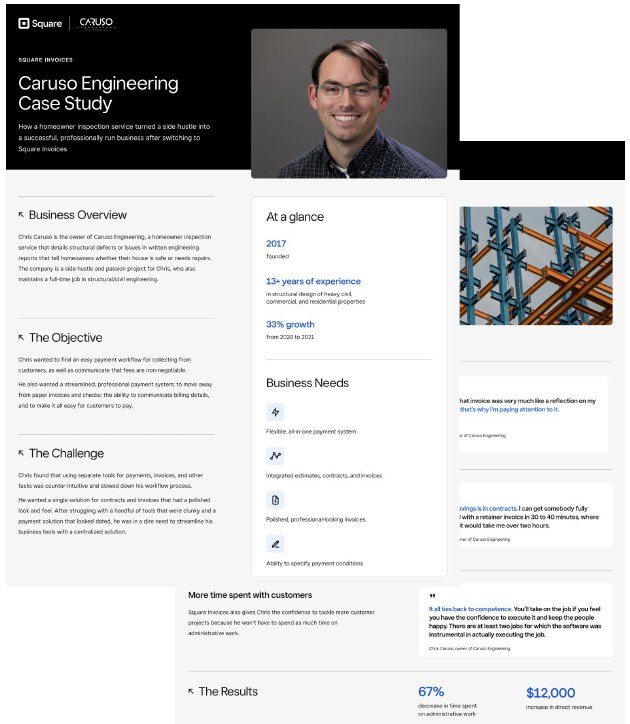 Square
CARUSO
SQUARE INVOICES
Caruso Engineering
Case Study
How a homeowner inspection service turned a side hustle into
a successful, professionally run business after switching to
Square Invoices
Business Overview
Chris Caruso is the owner of Caruso Engineering, a homeowner inspection
service that details structural defects or issues in written engineering
reports that tell homeowners whether their house is safe or needs repairs.
The company is a side hustle and passion project for Chris, who also
maintains a full-time job in structural/civil engineering.
The Objective
Chris wanted to find an easy payment workflow for collecting from
customers, as well as communicate that fees are non-negotiable.
He also wanted a streamlined, professional payment system; to move away
from paper invoices and checks; the ability to communicate billing details,
and to make it all easy for customers to pay.
The Challenge
Chris found that using separate tools for payments, invoices, and other
tasks was counter-intuitive and slowed down his workflow process.
He wanted a single solution for contracts and invoices that had a polished
look and feel. After struggling with a handful of tools that were clunky and a
payment solution that looked dated, he was in a dire need to streamline his
business tools with a centralized solution.
At a glance
2017
founded
13+ years of experience
in structural design of heavy civil,
commercial, and residential properties
33% growth
from 2020 to 2021
Business Needs
Flexible, all-in-one payment system
Integrated estimates, contracts, and invoices
Polished, professional-looking invoices
Ability to specify payment conditions
hat invoice was very much like a reflection on my
that's why I'm paying attention to it.
er of Caruso Engineering
avings is in contracts. I can get somebody fully
d with a retainer invoice in 30 to 40 minutes, where
it would take me over two hours.
wner of Caruso Engineering
More time spent with customers
Square Invoices also gives Chris the confidence to tackle more customer
projects because he won't have to spend as much time on
administrative work.
"
It all ties back to competence. You'll take on the job if you feel
you have the confidence to execute it and keep the people
happy. There are at least two jobs for which the software was
instrumental in actually executing the job.
Chris Caruso, owner of Caruso Engineering
The Results
67%
decrease in time spent
on administrative work
$12,000
increase in direct revenue